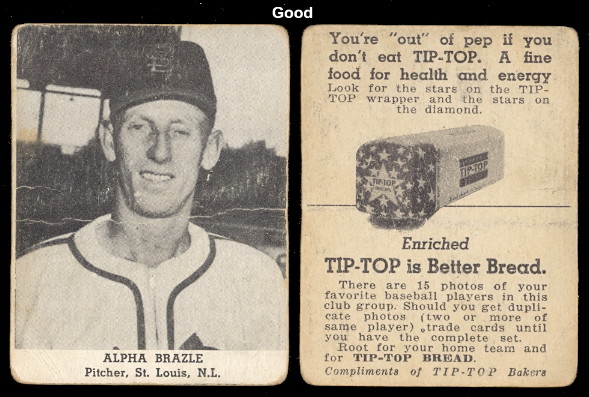 Good
ALPHA BRAZLE
Pitcher, St. Louis, N.L.
You're "out" of pep if you
don't eat TIP-TOP. A fine
food for health and energy
Look for the stars on the TIP-
TOP wrapper and the stars on
the diamond.
TIP-TOP
TIP-TOP
Enriched
TIP-TOP is Better Bread.
There are 15 photos of your
favorite baseball players in this
club group. Should you get dupli-
cate photos (two or more of
same player) trade cards until
you have the complete set.
Root for your home team and
for TIP-TOP BREAD.
Compliments of TIP-TOP Bakers